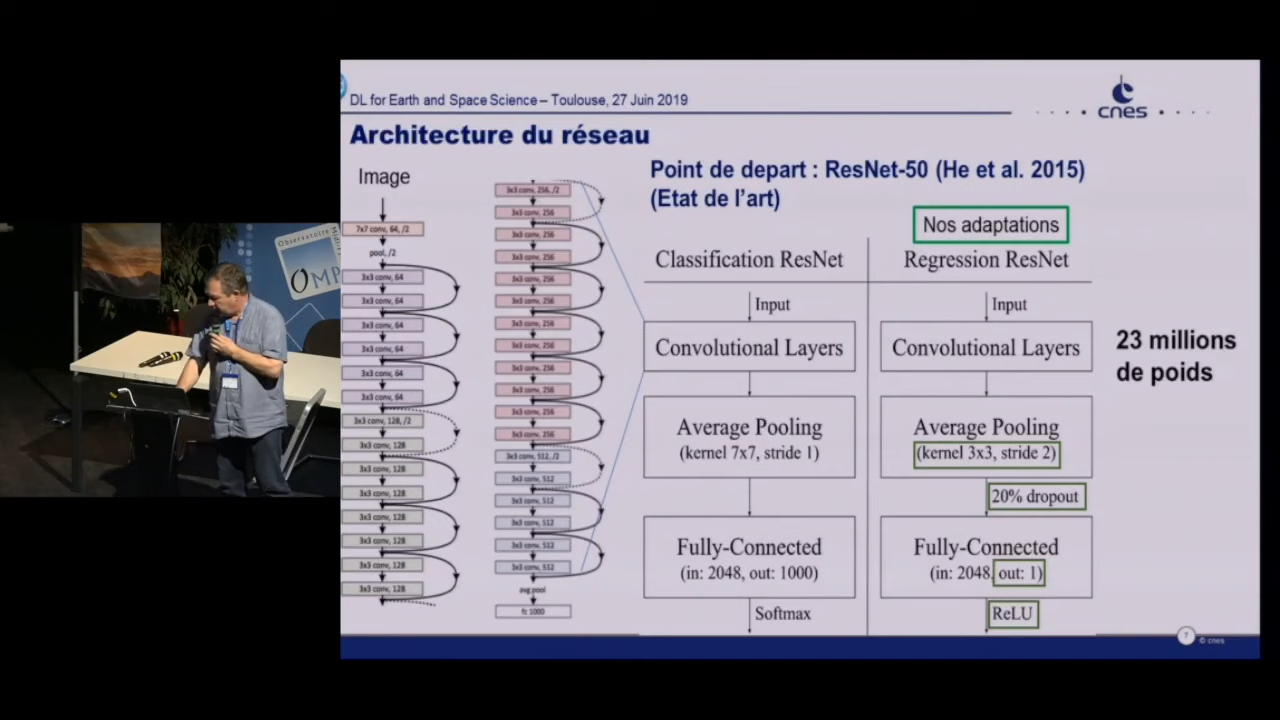 DL for Earth and Space Science – Toulouse, 27 Juin 2019
cnes
Architecture du réseau
Image
7x7 conv, 64, /2
pool, /2
3x3 conv, 64
3x3 conv, 64
3x3 conv, 64
3x3 conv, 64
3x3 conv, 64
3x3 conv, 64
3x3 conv, 128, /2
3x3 conv, 128
3x3 conv, 128
3x3 conv, 128
3x3 conv, 128
3x3 conv, 128
3x3 conv, 128
3x3 conv, 128
3x3 conv, 256, /2
3x3 conv, 256
3x3 conv, 256
3x3 conv, 256
3x3 conv, 256
3x3 conv, 256
3x3 conv, 256
3x3 conv, 256
3x3 conv, 256
3x3 conv, 256
3x3 conv, 256
3x3 conv, 256
3x3 conv, 512, /2
3x3 conv, 512
3x3 conv, 512
3x3 conv, 512
3x3 conv, 512
3x3 conv, 512
avg pool
fc 1000
Point de depart : ResNet-50 (He et al. 2015)
(Etat de l'art)
Nos adaptations
Classification ResNet
Input
Convolutional Layers
Average Pooling
(kernel 7x7, stride 1)
Fully-Connected
(in: 2048, out: 1000)
Softmax
Regression ResNet
Input
Convolutional Layers
Average Pooling
(kernel 3x3, stride 2)
20% dropout
Fully-Connected
(in: 2048, out: 1)
ReLU
23 millions
de poids
7
© cnes
Observatoire
OMP